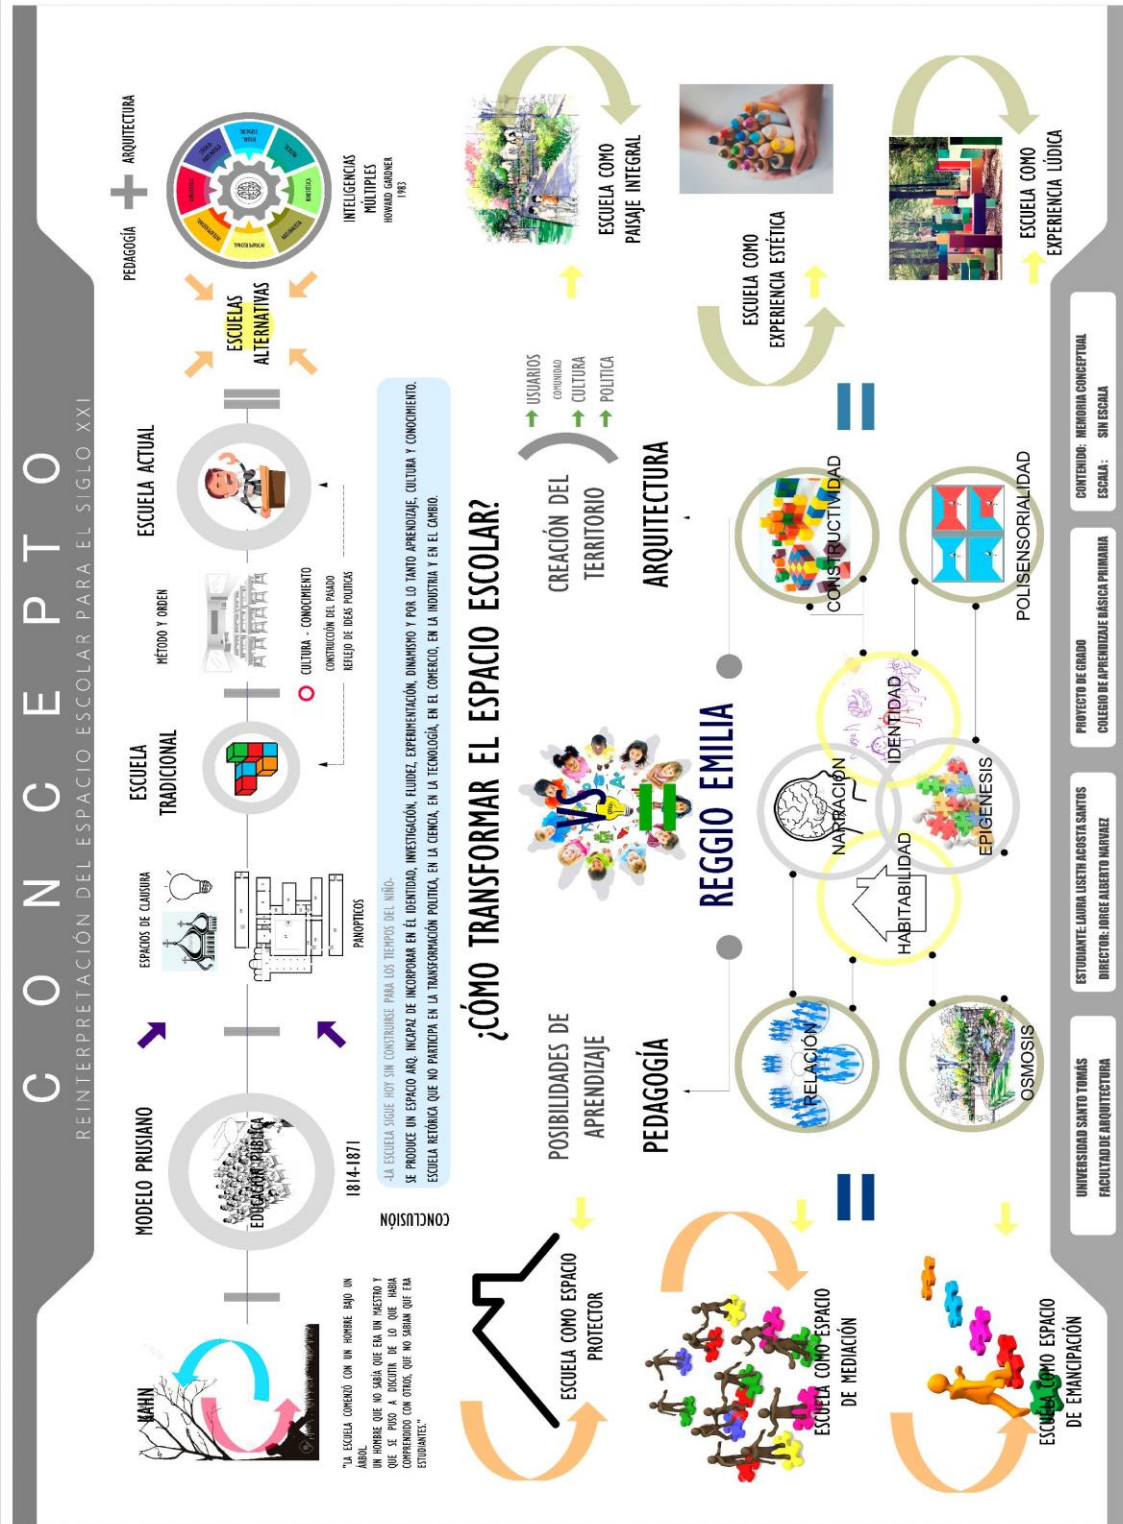 CONCEPTO
REINTERPRETACIÓN DEL ESPACIO ESCOLAR PARA EL SIGLO XXI
KAHN
"LA ESCUELA COMENZÓ CON UN HOMBRE BAJO UN
ÁRBOL.
UN HOMBRE QUE NO SABÍA QUE ERA UN MAESTRO Y
QUE SE PUSO A DISCUTIR DE LO QUE HABIA
COMPRENDIDO CON OTROS, QUE NO SABIAN QUE ERA
ESTUDIANTES."
MODELO PRUSIANO
EDUCACIÓN PÚBLICA
1814-1871
ESPACIOS DE CLAUSURA
PANOPTICOS
ESCUELA
TRADICIONAL
MÉTODO Y ORDEN
CULTURA - CONOCIMIENTO
CONSTRUCCIÓN DEL PASADO
REFLEJO DE IDEAS POLITICAS
ESCUELA ACTUAL
ESCUELAS
ALTERNATIVAS
PEDAGOGÍA + ARQUITECTURA
INTELIGENCIAS
MÚLTIPLES
HOWARD GARDNER
1983
CONCLUSIÓN
-LA ESCUELA SIGUE HOY SIN CONSTRUIRSE PARA LOS TIEMPOS DEL NIÑO-
SE PRODUCE UN ESPACIO ARQ. INCAPAZ DE INCORPORAR EN ÉL IDENTIDAD, INVESTIGACIÓN, FLUIDEZ, EXPERIMENTACIÓN, DINAMISMO Y POR LO TANTO APRENDIZAJE, CULTURA Y CONOCIMIENTO.
ESCUELA RETÓRICA QUE NO PARTICIPA EN LA TRANSFORMACIÓN POLITICA, EN LA CIENCIA, EN LA TECNOLOGÍA, EN EL COMERCIO, EN LA INDUSTRIA Y EN EL CAMBIO.
¿CÓMO TRANSFORMAR EL ESPACIO ESCOLAR?
ESCUELA COMO ESPACIO
PROTECTOR
POSIBILIDADES DE
APRENDIZAJE
PEDAGOGÍA
VS
REGGIO EMILIA
CREACIÓN DEL
TERRITORIO
USUARIOS
COMUNIDAD
CULTURA
POLITICA
ARQUITECTURA
ESCUELA COMO
PAISAJE INTEGRAL
ESCUELA COMO ESPACIO
DE MEDIACIÓN
RELACIÓN
NARRACIÓN
HABITABILIDAD
IDENTIDAD
EPIGENESIS
CONSTRUCTIVIDAD
ESCUELA COMO
EXPERIENCIA ESTÉTICA
ESCUELA COMO ESPACIO
DE EMANCIPACIÓN
OSMOSIS
POLISENSORIALIDAD
ESCUELA COMO
EXPERIENCIA LÚDICA
UNIVERSIDAD SANTO TOMÁS
FACULTAD DE ARQUITECTURA
ESTUDIANTE: LAURA LISETH ACOSTA SANTOS
DIRECTOR: JORGE ALBERTO NARVAEZ
PROYECTO DE GRADO
COLEGIO DE APRENDIZAJE BÁSICA PRIMARIA
CONTENIDO: MEMORIA CONCEPTUAL
ESCALA: SIN ESCALA